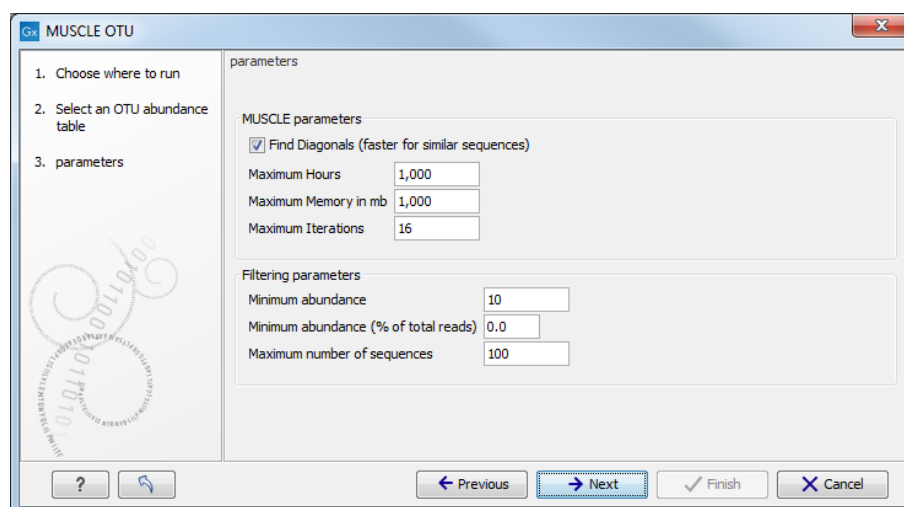 Gx MUSCLE OTU
1. Choose where to run
2. Select an OTU abundance
table
3. parameters
parameters
MUSCLE parameters
Find Diagonals (faster for similar sequences)
Maximum Hours 1,000
Maximum Memory in mb 1,000
Maximum Iterations 16
Filtering parameters
Minimum abundance 10
Minimum abundance (% of total reads) 0.0
Maximum number of sequences 100
? Previous Next Finish Cancel